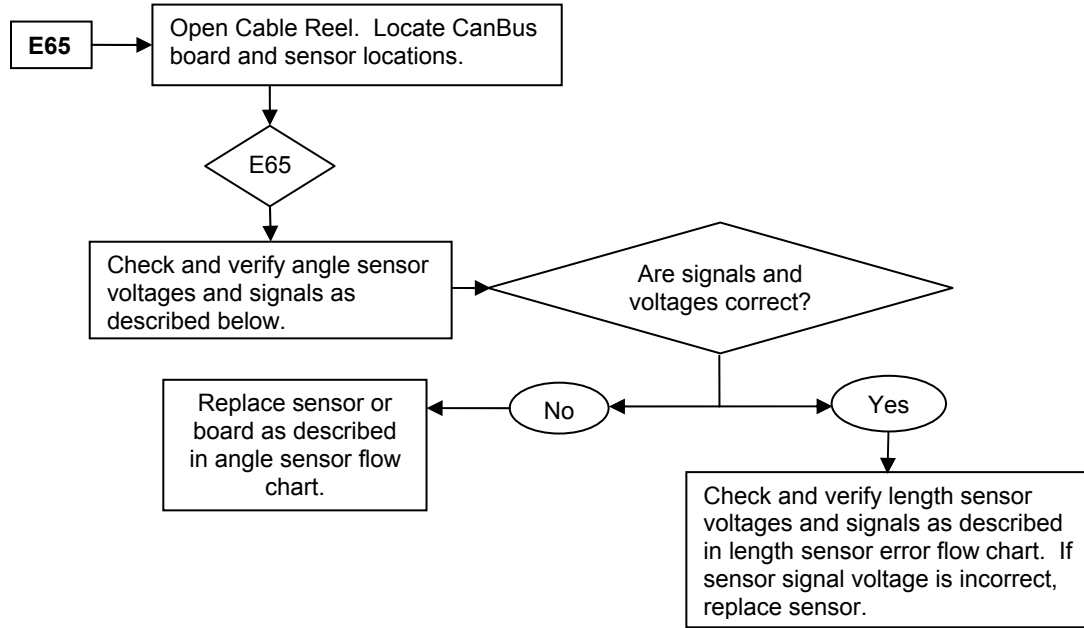 E65
Open Cable Reel.  Locate CanBus
board and sensor locations.
E65
Check and verify angle sensor
voltages and signals as
described below.
Are signals and
voltages correct?
No
Yes
Replace sensor or
board as described
in angle sensor flow
chart.
Check and verify length sensor
voltages and signals as described
in length sensor error flow chart.  If
sensor signal voltage is incorrect,
replace sensor.